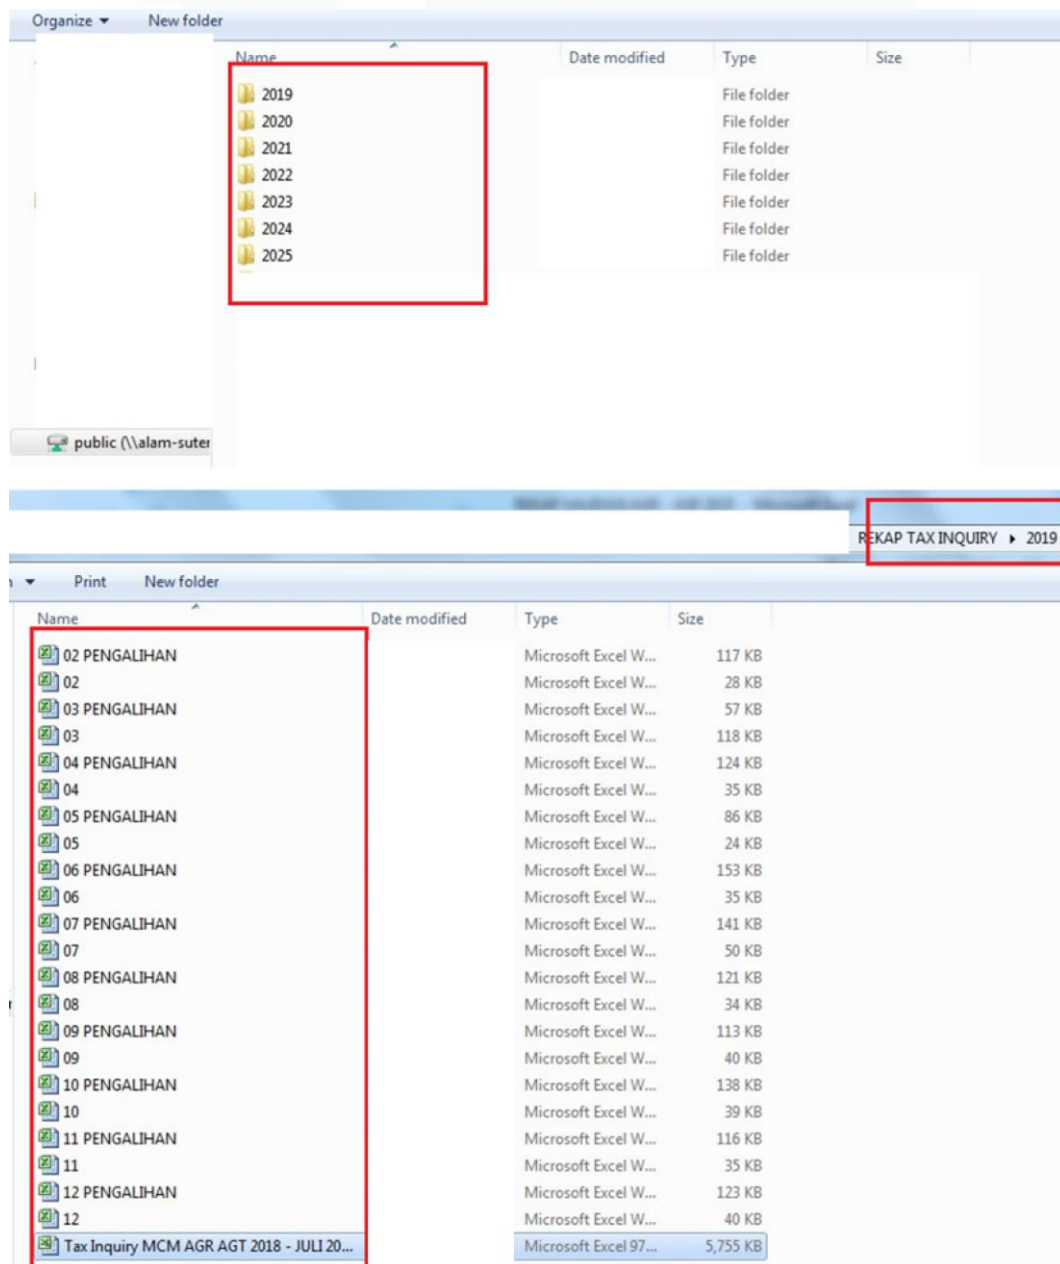 Organize ▼ New folder
Name Date modified Type Size
2019 File folder
2020 File folder
2021 File folder
2022 File folder
2023 File folder
2024 File folder
2025 File folder
public (\\alam-suter
REKAP TAX INQUIRY ▸ 2019
▼ Print New folder
Name Date modified Type Size
02 PENGALIHAN Microsoft Excel W... 117 KB
02 Microsoft Excel W... 28 KB
03 PENGALIHAN Microsoft Excel W... 57 KB
03 Microsoft Excel W... 118 KB
04 PENGALIHAN Microsoft Excel W... 124 KB
04 Microsoft Excel W... 35 KB
05 PENGALIHAN Microsoft Excel W... 86 KB
05 Microsoft Excel W... 24 KB
06 PENGALIHAN Microsoft Excel W... 153 KB
06 Microsoft Excel W... 35 KB
07 PENGALIHAN Microsoft Excel W... 141 KB
07 Microsoft Excel W... 50 KB
08 PENGALIHAN Microsoft Excel W... 121 KB
08 Microsoft Excel W... 34 KB
09 PENGALIHAN Microsoft Excel W... 113 KB
09 Microsoft Excel W... 40 KB
10 PENGALIHAN Microsoft Excel W... 138 KB
10 Microsoft Excel W... 39 KB
11 PENGALIHAN Microsoft Excel W... 116 KB
11 Microsoft Excel W... 35 KB
12 PENGALIHAN Microsoft Excel W... 123 KB
12 Microsoft Excel W... 40 KB
Tax Inquiry MCM AGR AGT 2018 - JULI 20... Microsoft Excel 97... 5,755 KB